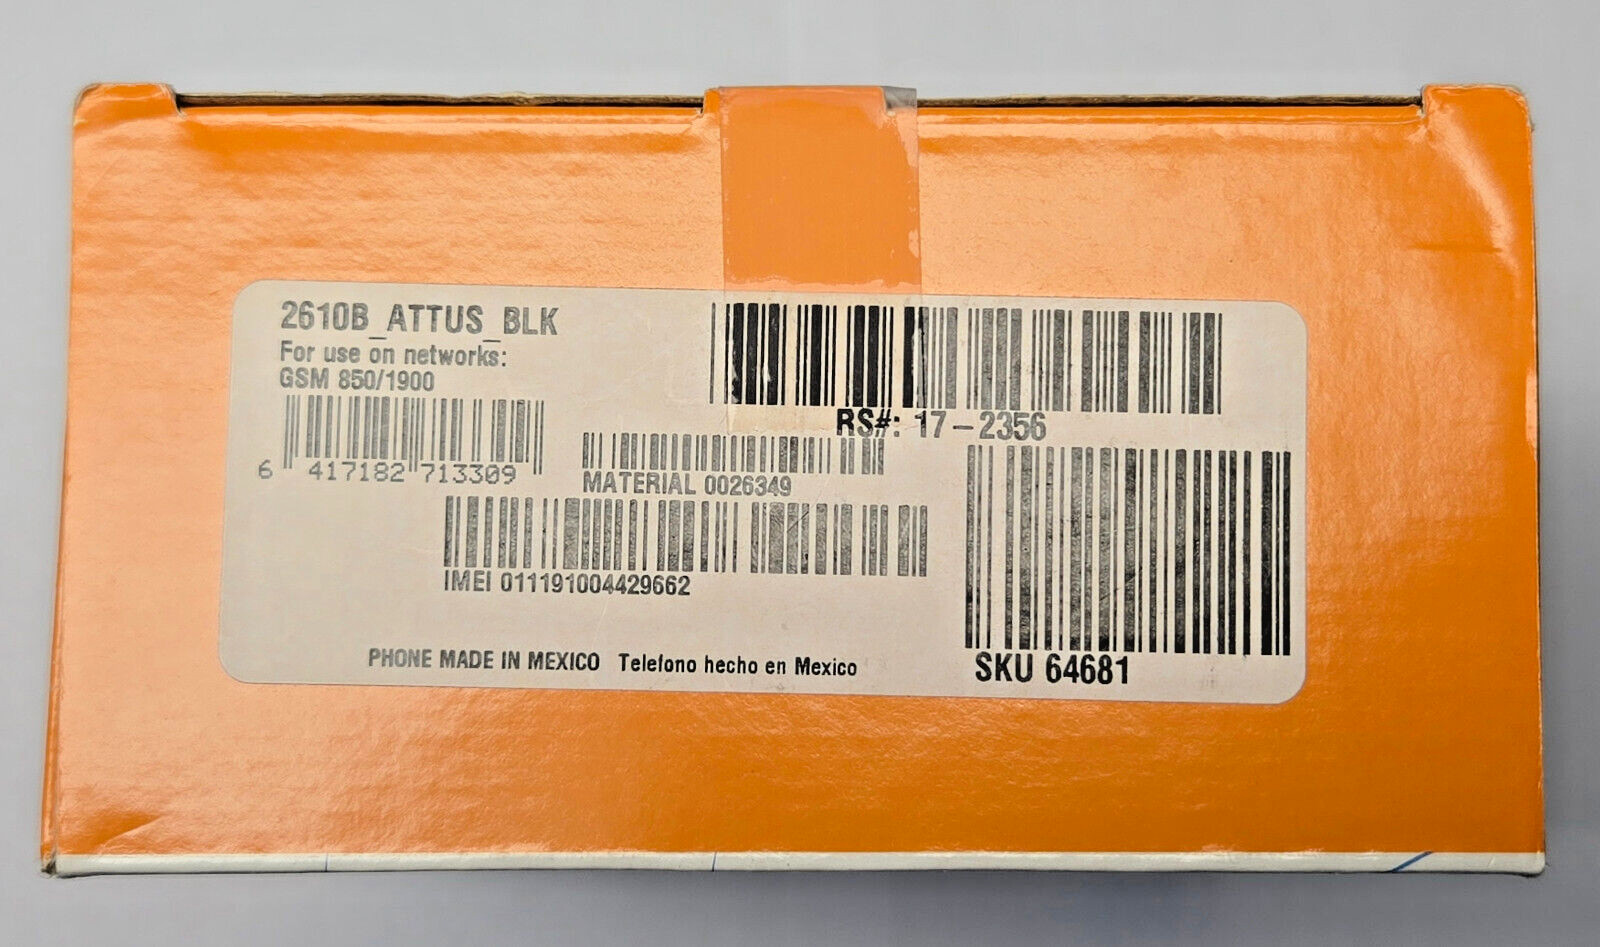 2610B_ATTUS_BLK
For use on networks:
GSM 850/1900
6 417182 713309
RS#: 17-2356
MATERIAL 0026349
IMEI 011191004429662
PHONE MADE IN MEXICO Telefono hecho en Mexico
SKU 64681